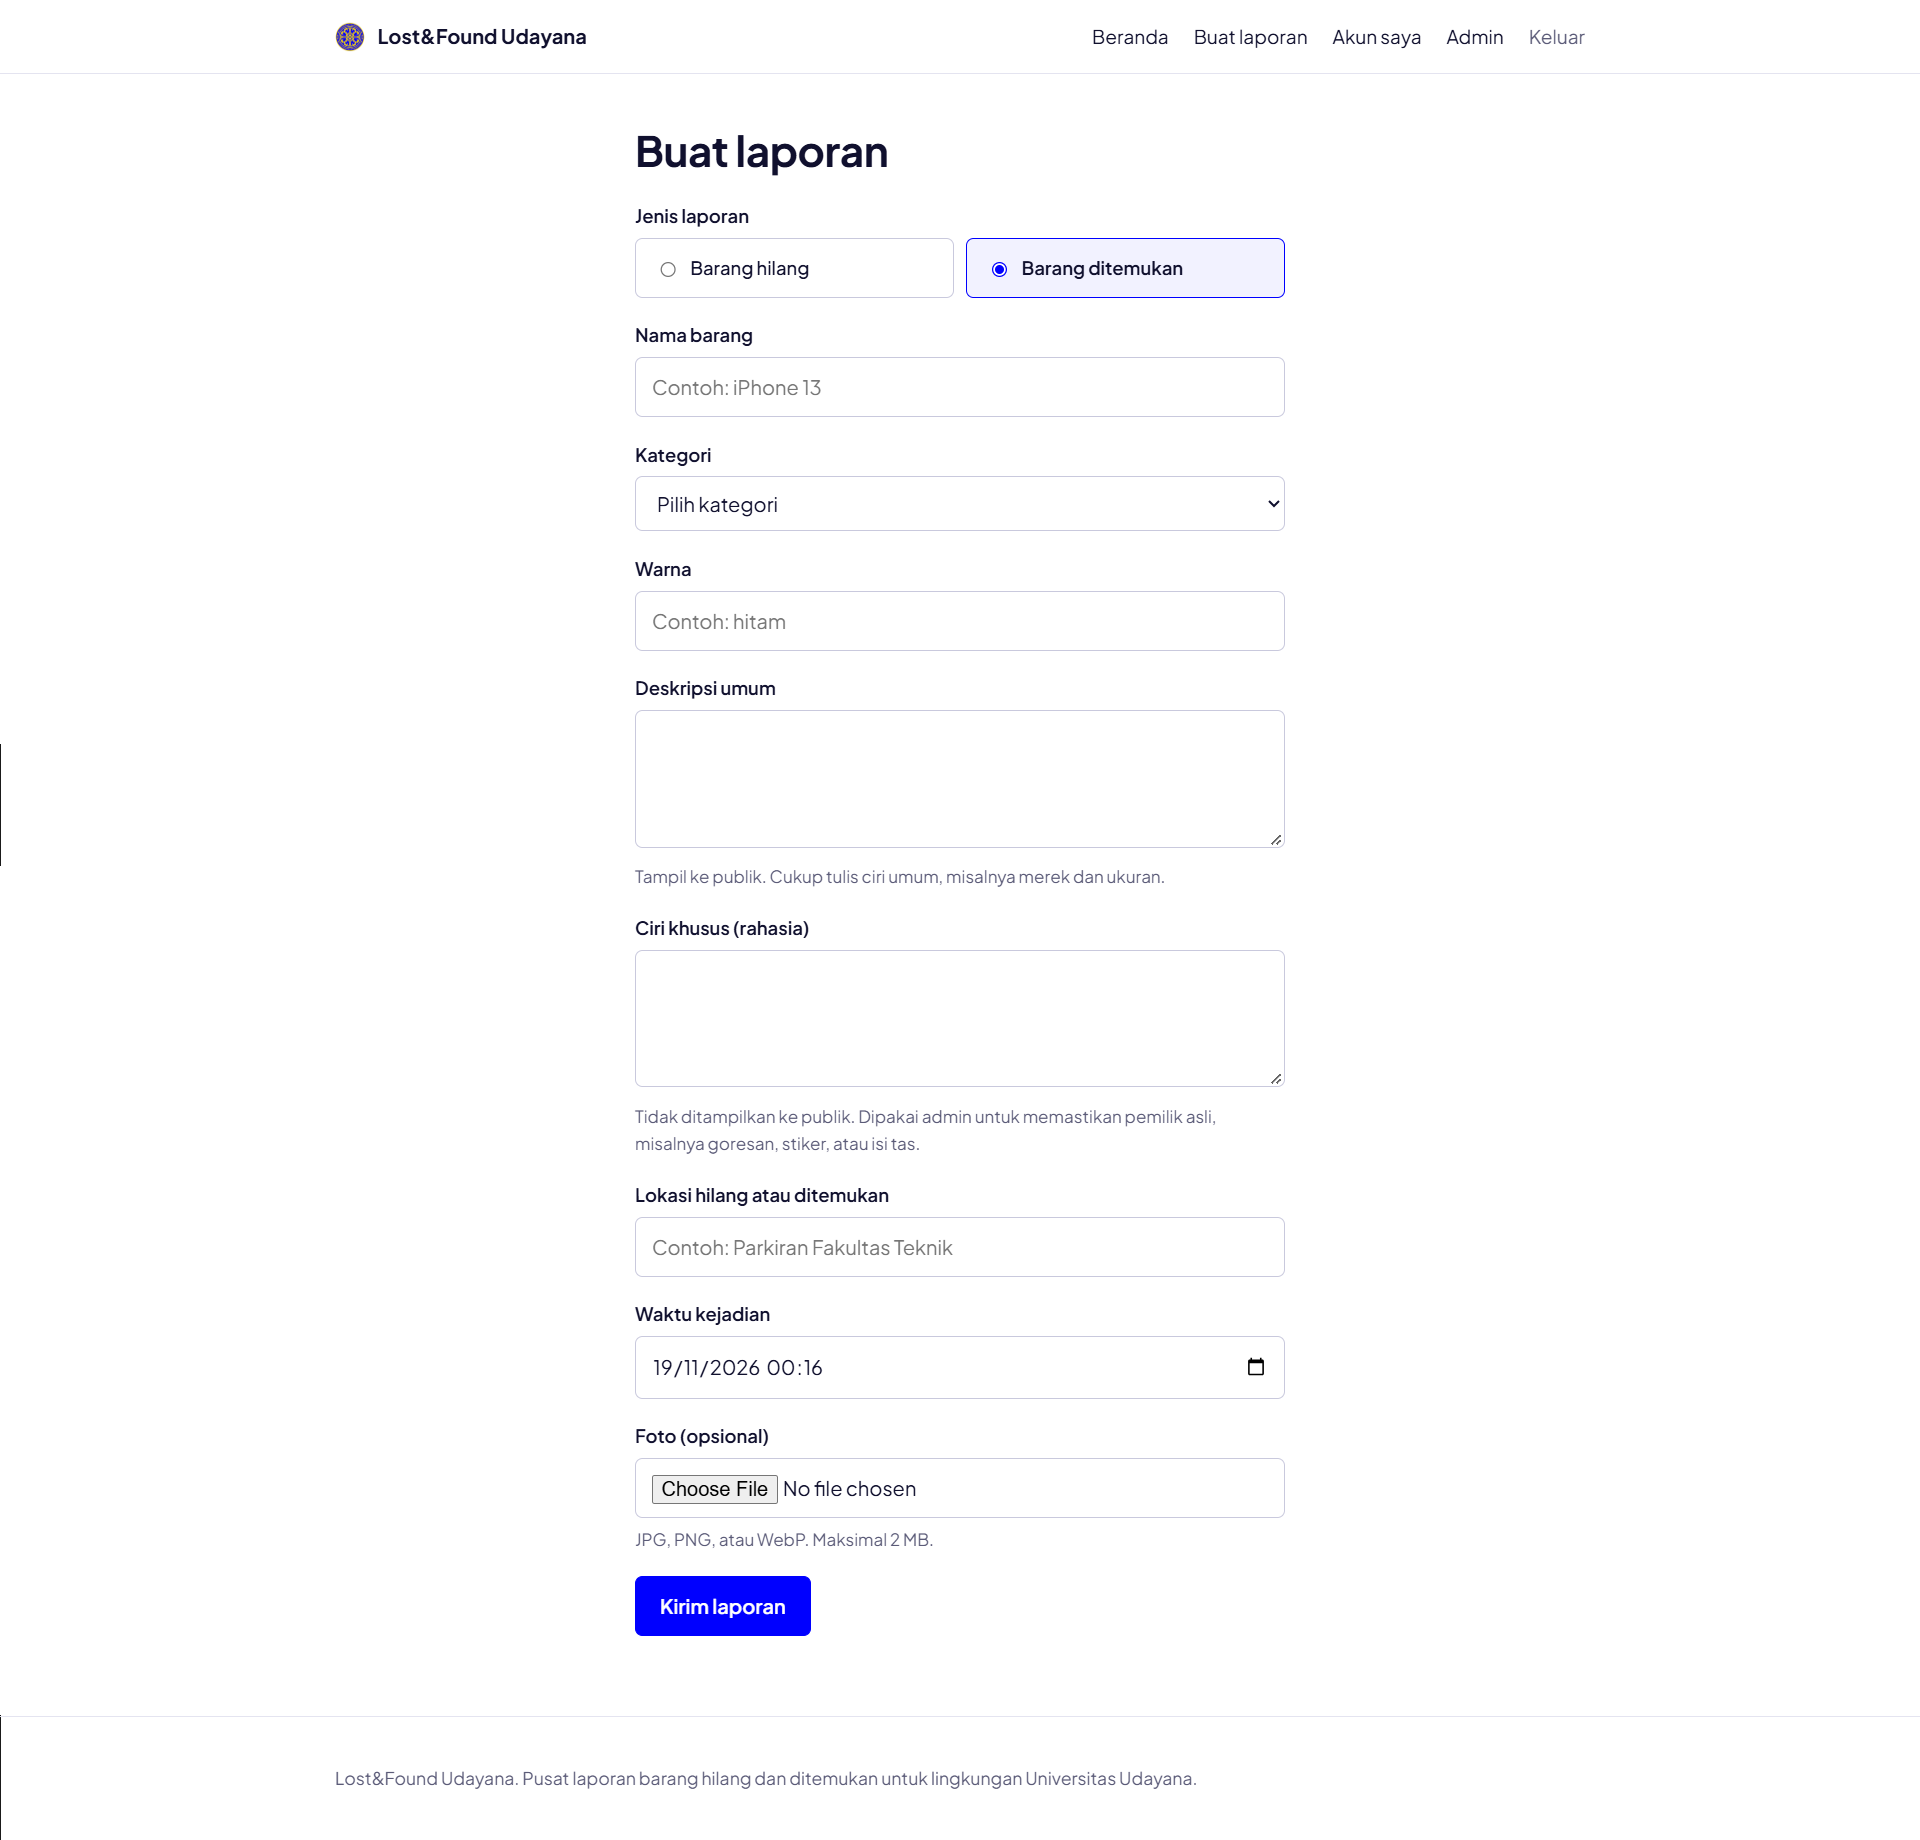 Lost&Found Udayana
Beranda
Buat laporan
Akun saya
Admin
Keluar
Buat laporan
Jenis laporan
Barang hilang
Barang ditemukan
Nama barang
Contoh: iPhone 13
Kategori
Pilih kategori
Warna
Contoh: hitam
Deskripsi umum
Tampil ke publik. Cukup tulis ciri umum, misalnya merek dan ukuran.
Ciri khusus (rahasia)
Tidak ditampilkan ke publik. Dipakai admin untuk memastikan pemilik asli,
misalnya goresan, stiker, atau isi tas.
Lokasi hilang atau ditemukan
Contoh: Parkiran Fakultas Teknik
Waktu kejadian
19/11/2026 00:16
Foto (opsional)
Choose File No file chosen
JPG, PNG, atau WebP. Maksimal 2 MB.
Kirim laporan
Lost&Found Udayana. Pusat laporan barang hilang dan ditemukan untuk lingkungan Universitas Udayana.